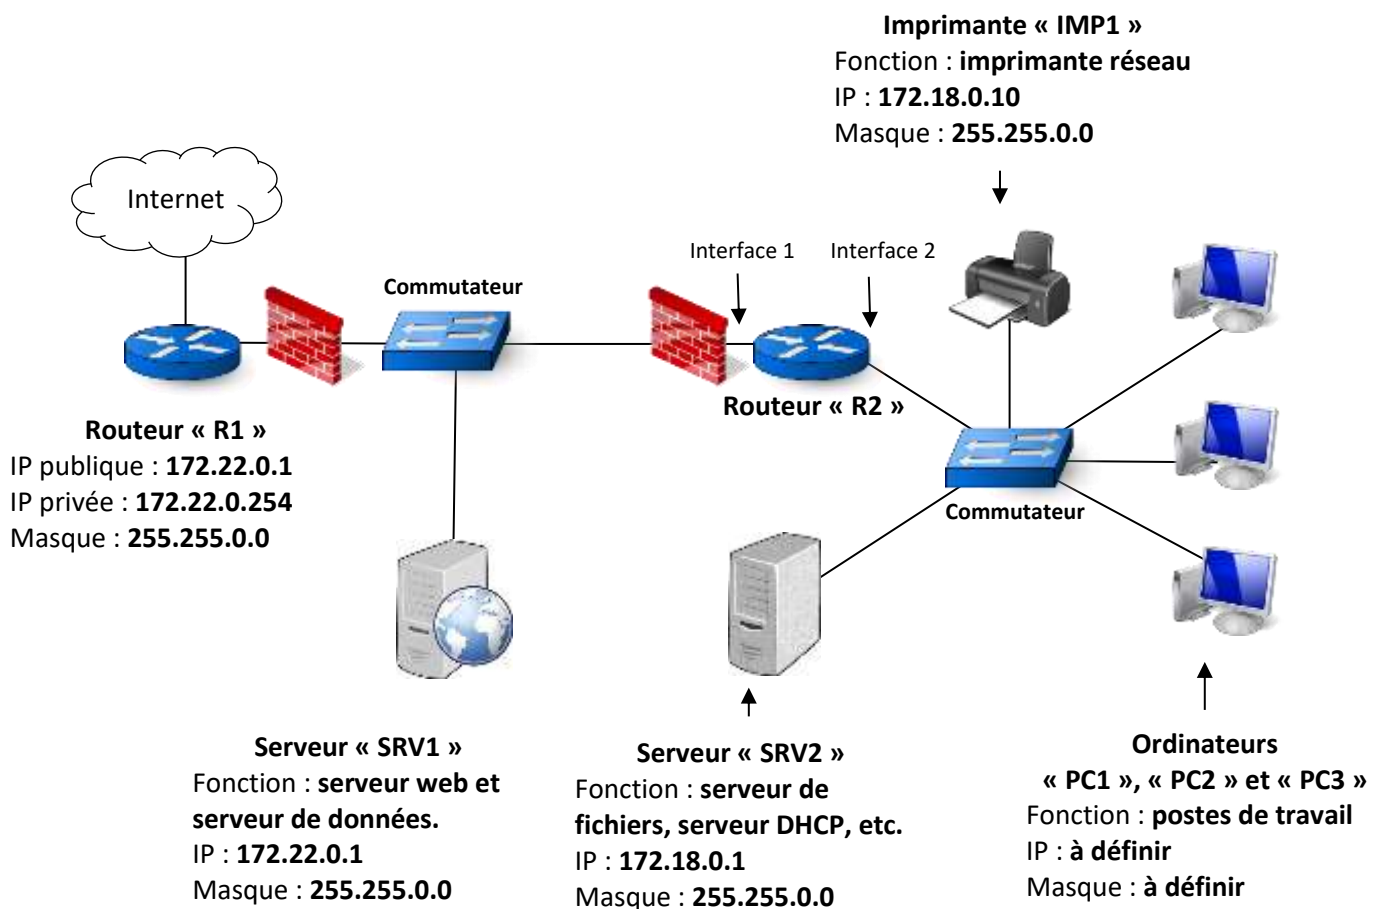 Imprimante « IMP1 »
Fonction : imprimante réseau
IP : 172.18.0.10
Masque : 255.255.0.0
Internet
Commutateur
Interface 1
Interface 2
Routeur « R2 »
Routeur « R1 »
IP publique : 172.22.0.1
IP privée : 172.22.0.254
Masque : 255.255.0.0
Commutateur
Serveur « SRV1 »
Fonction : serveur web et
serveur de données.
IP : 172.22.0.1
Masque : 255.255.0.0
Serveur « SRV2 »
Fonction : serveur de
fichiers, serveur DHCP, etc.
IP : 172.18.0.1
Masque : 255.255.0.0
Ordinateurs
« PC1 », « PC2 » et « PC3 »
Fonction : postes de travail
IP : à définir
Masque : à définir